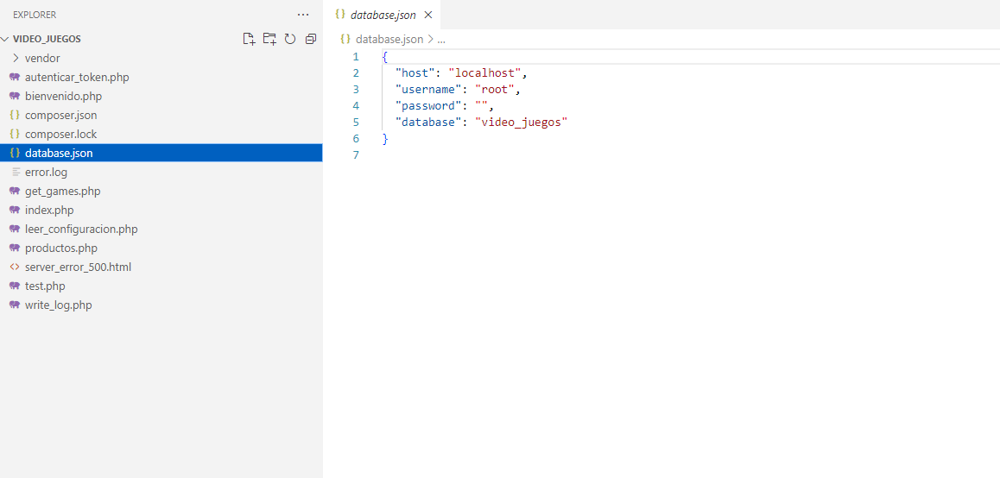 EXPLORER
VIDEO_JUEGOS
vendor
autenticar_token.php
bienvenido.php
composer.json
composer.lock
database.json
error.log
get_games.php
index.php
leer_configuracion.php
productos.php
server_error_500.html
test.php
write_log.php
database.json
database.json > ...
1 {
2 "host": "localhost",
3 "username": "root",
4 "password": "",
5 "database": "video_juegos"
6 }
7